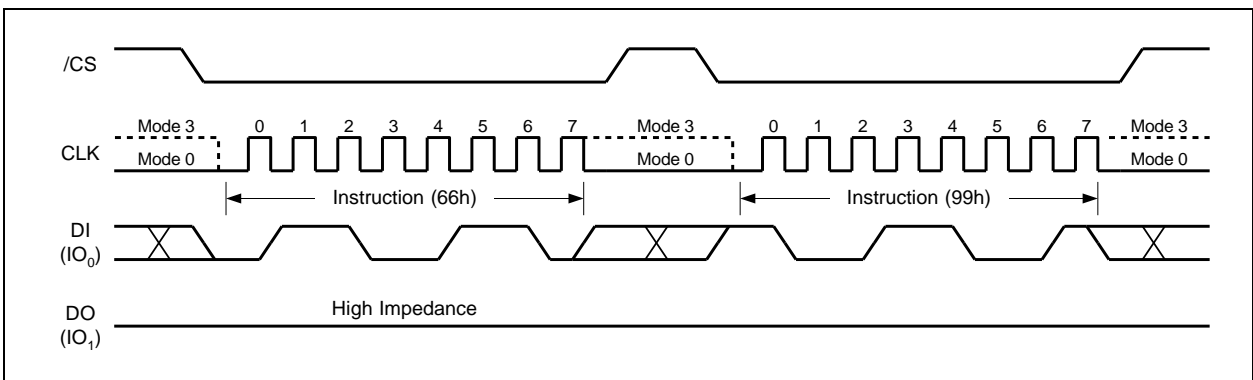 /CS
Mode 3 0 1 2 3 4 5 6 7 Mode 3 0 1 2 3 4 5 6 7 Mode 3
CLK
Mode 0 Mode 0 Mode 0
Instruction (66h) Instruction (99h)
DI
(IO₀)
High Impedance
DO
(IO₁)